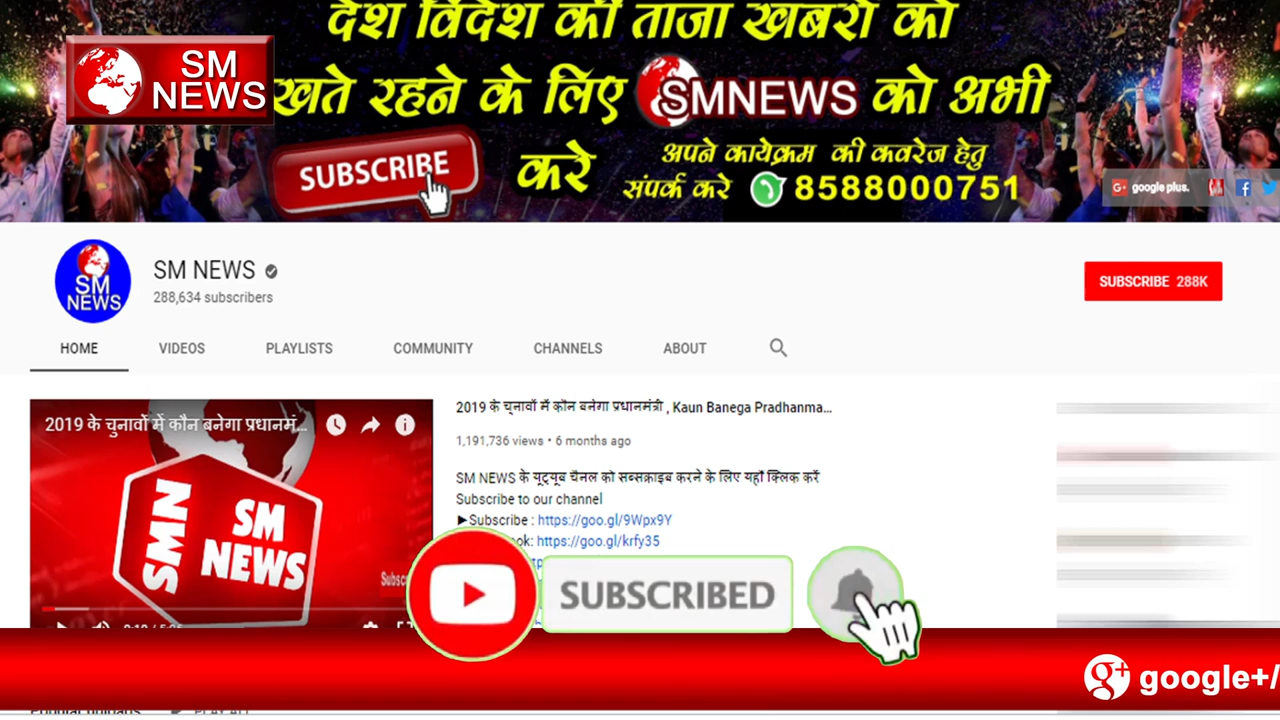 देश विदेश की ताजा खबरो को
SM
NEWS
खते रहने के लिए SMNEWS को अभी
SUBSCRIBE
करे
अपने कार्यक्रम की कवरेज हेतु
संपर्क करे 8588000751
google plus.
SM
NEWS
SM NEWS
288,634 subscribers
SUBSCRIBE 288K
HOME VIDEOS PLAYLISTS COMMUNITY CHANNELS ABOUT
2019 के चुनावों में कौन बनेगा प्रधानमं...
SMN
SM
NEWS
2019 के चुनावों में कौन बनेगा प्रधानमंत्री , Kaun Banega Pradhanma...
1,191,736 views • 6 months ago
SM NEWS के यूट्यूब चैनल को सब्सक्राइब करने के लिए यहाँ क्लिक करें
Subscribe to our channel
►Subscribe : https://goo.gl/9Wpx9Y
ook: https://goo.gl/krfy35
SUBSCRIBED
google+/